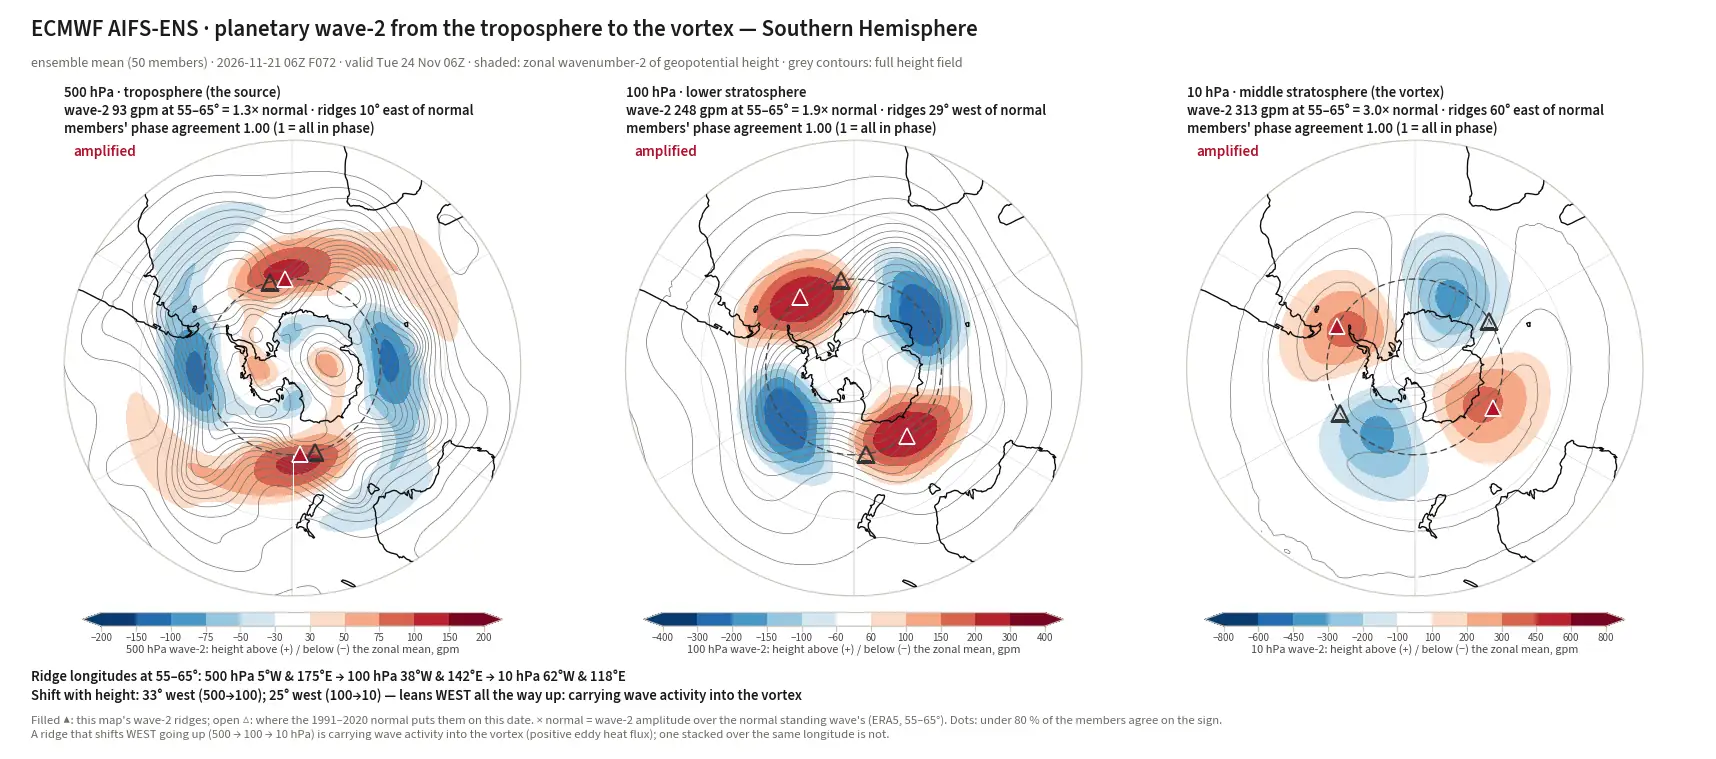 ECMWF AIFS-ENS · planetary wave-2 from the troposphere to the vortex — Southern Hemisphere
ensemble mean (50 members) · 2026-11-21 06Z F072 · valid Tue 24 Nov 06Z · shaded: zonal wavenumber-2 of geopotential height · grey contours: full height field
500 hPa · troposphere (the source)
wave-2 93 gpm at 55–65° = 1.3× normal · ridges 10° east of normal
members' phase agreement 1.00 (1 = all in phase)
amplified
100 hPa · lower stratosphere
wave-2 248 gpm at 55–65° = 1.9× normal · ridges 29° west of normal
members' phase agreement 1.00 (1 = all in phase)
amplified
10 hPa · middle stratosphere (the vortex)
wave-2 313 gpm at 55–65° = 3.0× normal · ridges 60° east of normal
members' phase agreement 1.00 (1 = all in phase)
amplified
−200 −150 −100 −75 −50 −30 30 50 75 100 150 200
500 hPa wave-2: height above (+) / below (−) the zonal mean, gpm
−400 −300 −200 −150 −100 −60 60 100 150 200 300 400
100 hPa wave-2: height above (+) / below (−) the zonal mean, gpm
−800 −600 −450 −300 −200 −100 100 200 300 450 600 800
10 hPa wave-2: height above (+) / below (−) the zonal mean, gpm
Ridge longitudes at 55–65°: 500 hPa 5°W & 175°E → 100 hPa 38°W & 142°E → 10 hPa 62°W & 118°E
Shift with height: 33° west (500→100); 25° west (100→10) — leans WEST all the way up: carrying wave activity into the vortex
Filled ▲: this map's wave-2 ridges; open △: where the 1991–2020 normal puts them on this date. × normal = wave-2 amplitude over the normal standing wave's (ERA5, 55–65°). Dots: under 80 % of the members agree on the sign.
A ridge that shifts WEST going up (500 → 100 → 10 hPa) is carrying wave activity into the vortex (positive eddy heat flux); one stacked over the same longitude is not.